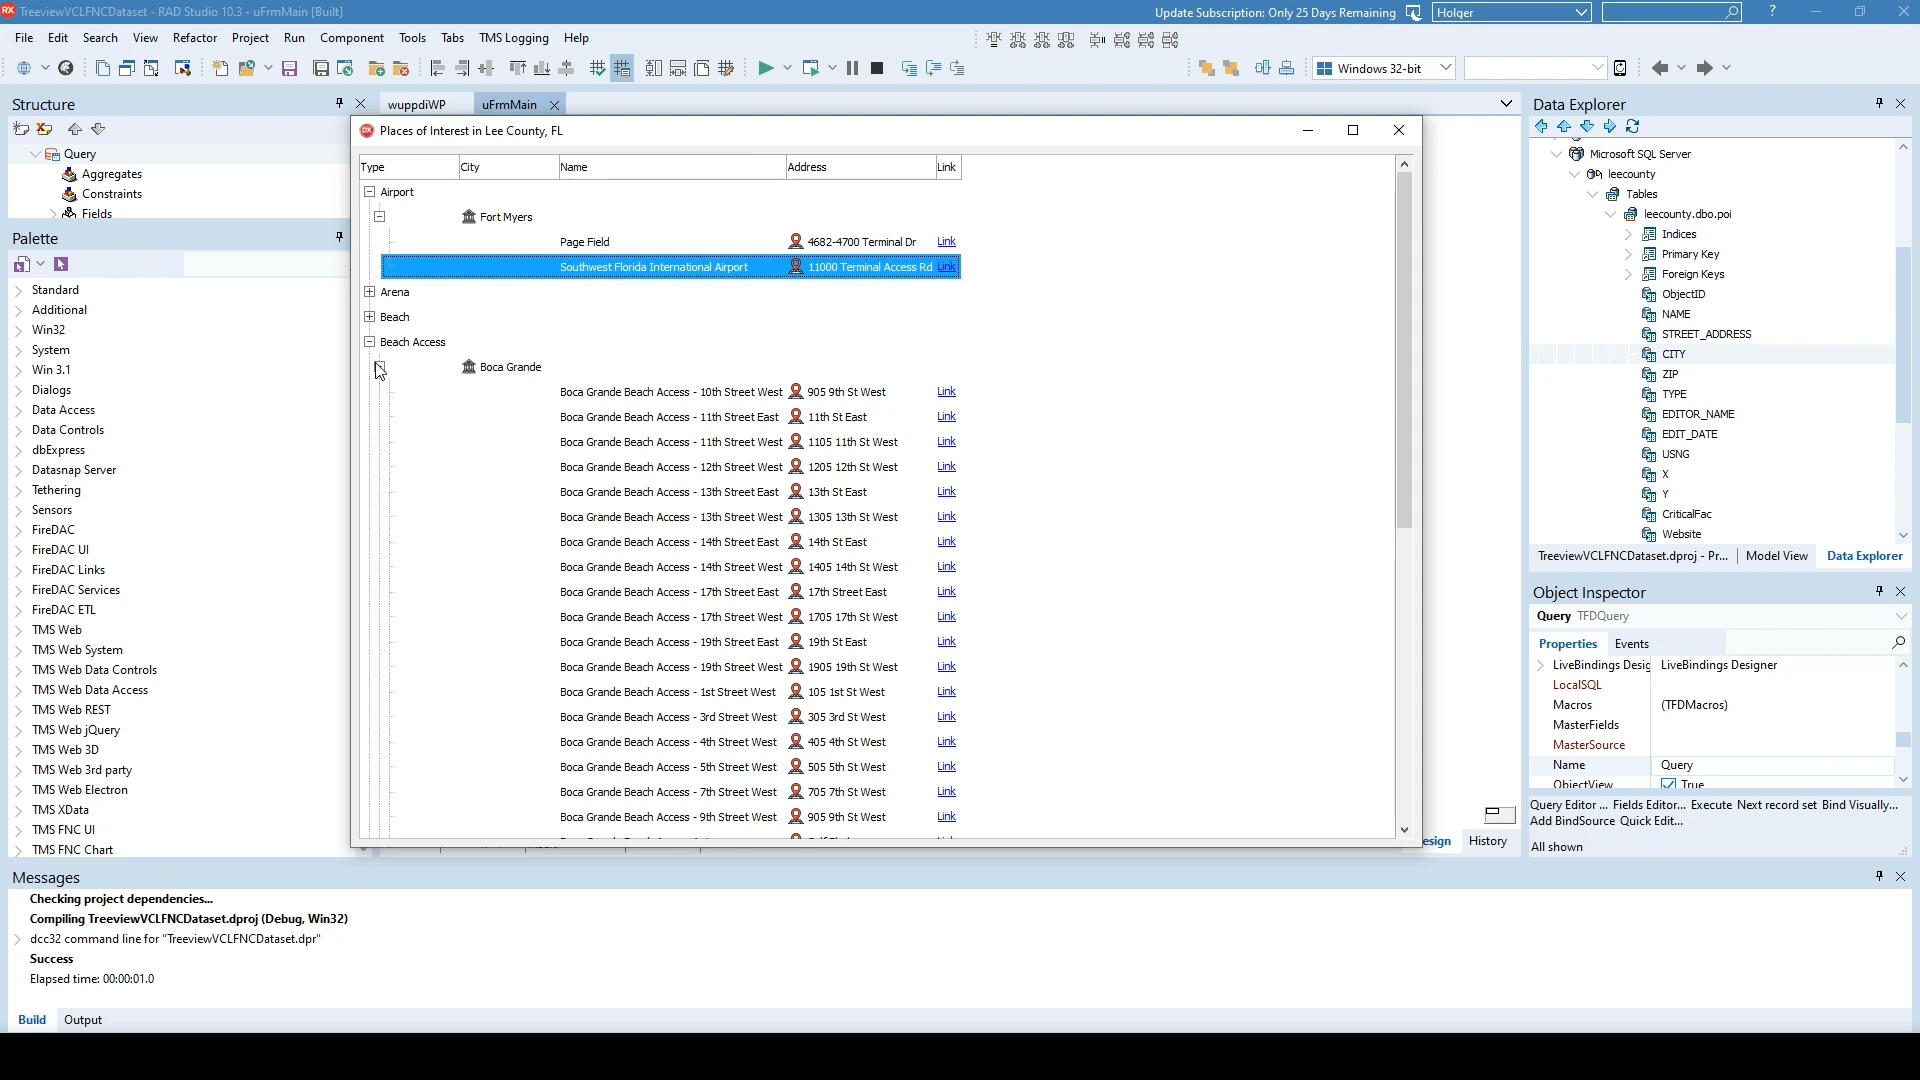 TreeviewVCLFNCDataset - RAD Studio 10.3 - uFrmMain [Built]
Update Subscription: Only 25 Days Remaining
Holger
?
File Edit Search View Refactor Project Run Component Tools Tabs TMS Logging Help
Windows 32-bit
Structure
wuppdiWP
uFrmMain
Data Explorer
Query
Aggregates
Constraints
Fields
Palette
Standard
Additional
Win32
System
Win 3.1
Dialogs
Data Access
Data Controls
dbExpress
Datasnap Server
Tethering
Sensors
FireDAC
FireDAC UI
FireDAC Links
FireDAC Services
FireDAC ETL
TMS Web
TMS Web System
TMS Web Data Controls
TMS Web Data Access
TMS Web REST
TMS Web jQuery
TMS Web 3D
TMS Web 3rd party
TMS Web Electron
TMS XData
TMS FNC UI
TMS FNC Chart
Places of Interest in Lee County, FL
Type City Name Address Link
Airport
Fort Myers
Page Field 4682-4700 Terminal Dr Link
Southwest Florida International Airport 11000 Terminal Access Rd Link
Arena
Beach
Beach Access
Boca Grande
Boca Grande Beach Access - 10th Street West 905 9th St West Link
Boca Grande Beach Access - 11th Street East 11th St East Link
Boca Grande Beach Access - 11th Street West 1105 11th St West Link
Boca Grande Beach Access - 12th Street West 1205 12th St West Link
Boca Grande Beach Access - 13th Street East 13th St East Link
Boca Grande Beach Access - 13th Street West 1305 13th St West Link
Boca Grande Beach Access - 14th Street East 14th St East Link
Boca Grande Beach Access - 14th Street West 1405 14th St West Link
Boca Grande Beach Access - 17th Street East 17th Street East Link
Boca Grande Beach Access - 17th Street West 1705 17th St West Link
Boca Grande Beach Access - 19th Street East 19th St East Link
Boca Grande Beach Access - 19th Street West 1905 19th St West Link
Boca Grande Beach Access - 1st Street West 105 1st St West Link
Boca Grande Beach Access - 3rd Street West 305 3rd St West Link
Boca Grande Beach Access - 4th Street West 405 4th St West Link
Boca Grande Beach Access - 5th Street West 505 5th St West Link
Boca Grande Beach Access - 7th Street West 705 7th St West Link
Boca Grande Beach Access - 9th Street West 905 9th St West Link
esign History
Microsoft SQL Server
leecounty
Tables
leecounty.dbo.poi
Indices
Primary Key
Foreign Keys
ObjectID
NAME
STREET_ADDRESS
CITY
ZIP
TYPE
EDITOR_NAME
EDIT_DATE
USNG
X
Y
CriticalFac
Website
TreeviewVCLFNCDataset.dproj - Pr... Model View Data Explorer
Object Inspector
Query TFDQuery
Properties Events
LiveBindings Desig LiveBindings Designer
LocalSQL
Macros (TFDMacros)
MasterFields
MasterSource
Name Query
ObjectView True
Query Editor ... Fields Editor... Execute Next record set Bind Visually...
Add BindSource Quick Edit...
All shown
Messages
Checking project dependencies...
Compiling TreeviewVCLFNCDataset.dproj (Debug, Win32)
dcc32 command line for "TreeviewVCLFNCDataset.dpr"
Success
Elapsed time: 00:00:01.0
Build Output